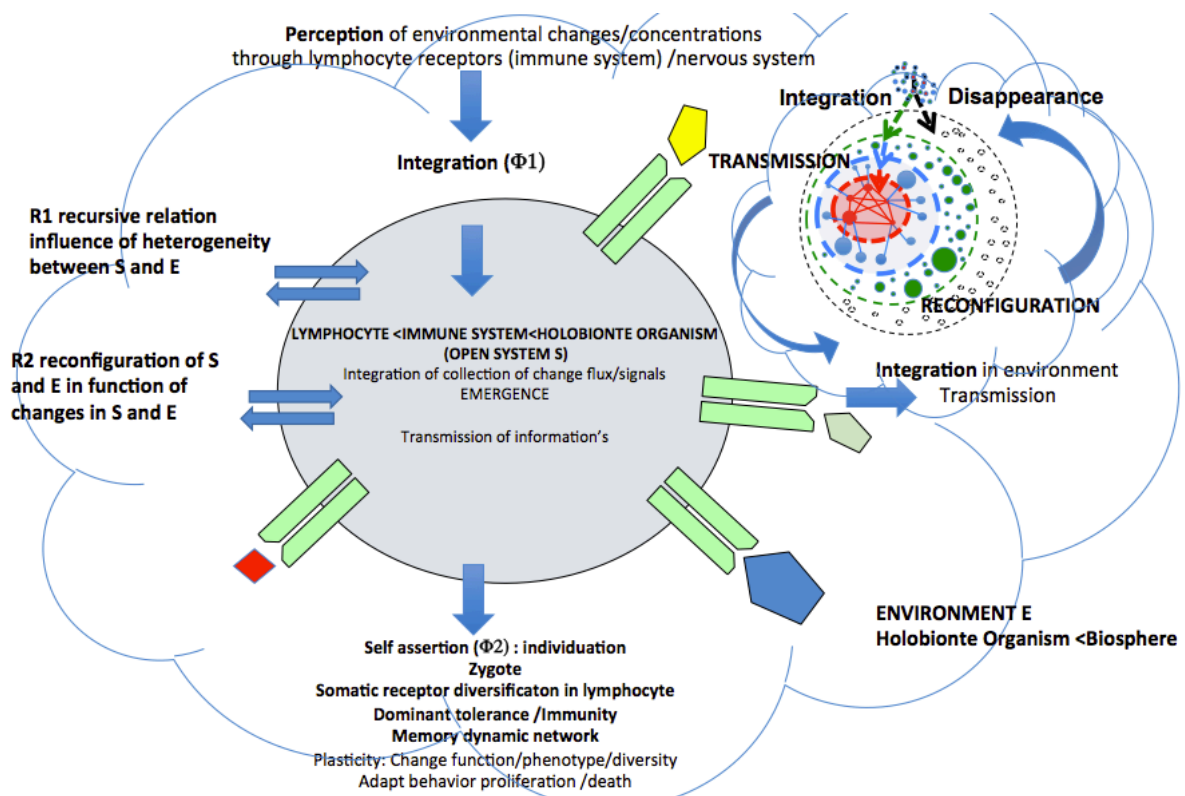 Perception of environmental changes/concentrations
through lymphocyte receptors (immune system) /nervous system
Integration (Φ1)
R1 recursive relation
influence of heterogeneity
between S and E
R2 reconfiguration of S
and E in function of
changes in S and E
LYMPHOCYTE <IMMUNE SYSTEM<HOLOBIONTE ORGANISM
(OPEN SYSTEM S)
Integration of collection of change flux/signals
EMERGENCE
Transmission of information's
Integration
Disappearance
TRANSMISSION
RECONFIGURATION
Integration in environment
Transmission
ENVIRONMENT E
Holobionte Organism <Biosphere
Self assertion (Φ2) : individuation
Zygote
Somatic receptor diversificaton in lymphocyte
Dominant tolerance /Immunity
Memory dynamic network
Plasticity: Change function/phenotype/diversity
Adapt behavior proliferation /death